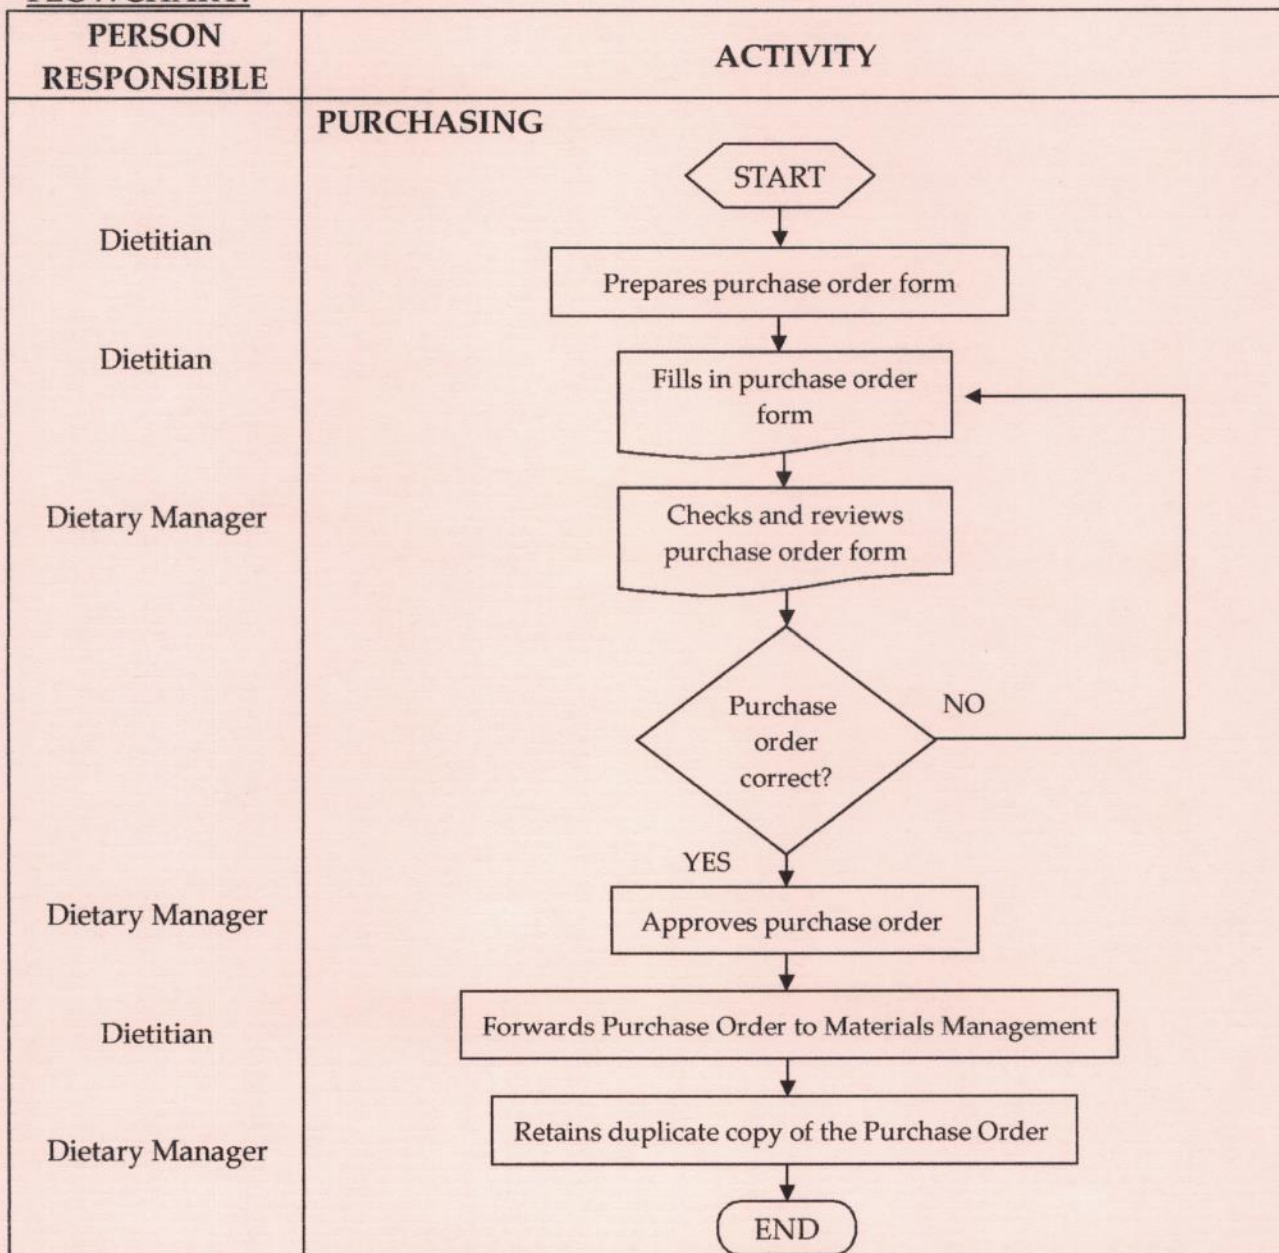 FLOWCHART:
PERSON
RESPONSIBLE
ACTIVITY
PURCHASING
START
Dietitian
Prepares purchase order form
Dietitian
Fills in purchase order
form
Dietary Manager
Checks and reviews
purchase order form
Purchase
order
correct?
NO
YES
Dietary Manager
Approves purchase order
Dietitian
Forwards Purchase Order to Materials Management
Dietary Manager
Retains duplicate copy of the Purchase Order
END